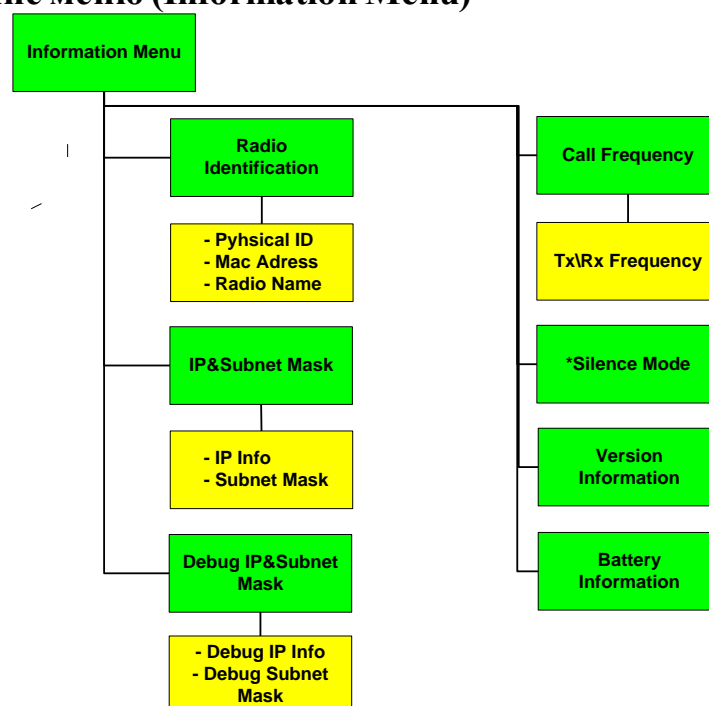 (Information Menu)
Information Menu
Radio
Identification
- Pyhsical ID
- Mac Adress
- Radio Name
IP&Subnet Mask
- IP Info
- Subnet Mask
Debug IP&Subnet
Mask
- Debug IP Info
- Debug Subnet
Mask
Call Frequency
Tx\Rx Frequency
*Silence Mode
Version
Information
Battery
Information